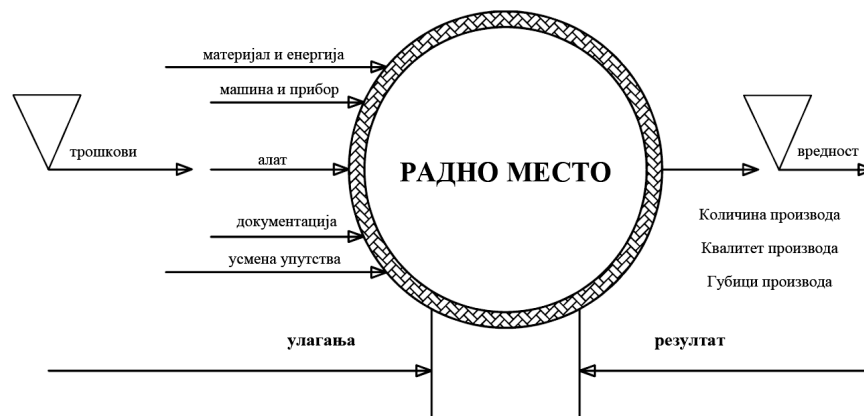 материјал и енергија
машина и прибор
трошкови
алат
РАДНО МЕСТО
вредност
документација
усмена упутства
Количина производа
Квалитет производа
Губици производа
улагања
резултат